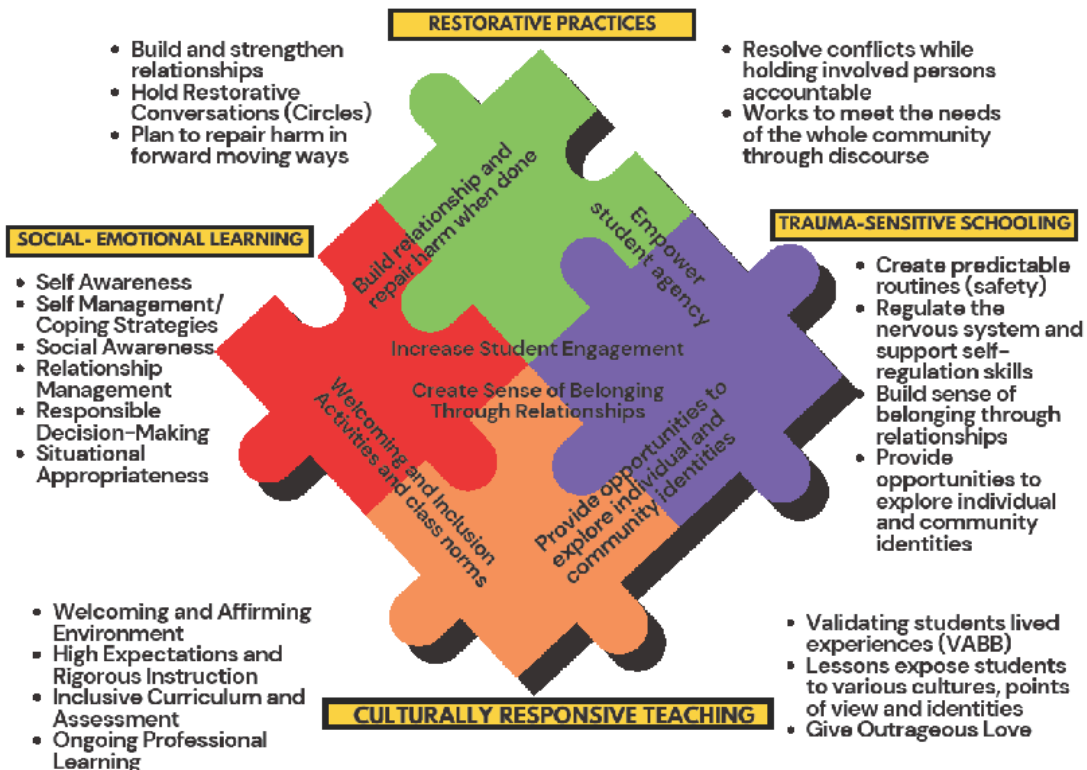 RESTORATIVE PRACTICES
• Build and strengthen
relationships
• Hold Restorative
Conversations (Circles)
• Plan to repair harm in
forward moving ways
• Resolve conflicts while
holding involved persons
accountable
• Works to meet the needs
of the whole community
through discourse
SOCIAL- EMOTIONAL LEARNING
• Self Awareness
• Self Management/
Coping Strategies
• Social Awareness
• Relationship
Management
• Responsible
Decision-Making
• Situational
Appropriateness
Build relationship and
repair harm when done
Empower
student agency
Increase Student Engagement
Create Sense of Belonging
Through Relationships
Welcoming and Inclusion
Activities and class norms
Provide opportunities to
explore individual and
community identities
TRAUMA-SENSITIVE SCHOOLING
• Create predictable
routines (safety)
• Regulate the
nervous system and
support self-
regulation skills
• Build sense of
belonging through
relationships
• Provide
opportunities to
explore individual
and community
identities
• Welcoming and Affirming
Environment
• High Expectations and
Rigorous Instruction
• Inclusive Curriculum and
Assessment
• Ongoing Professional
Learning
CULTURALLY RESPONSIVE TEACHING
• Validating students lived
experiences (VABB)
• Lessons expose students
to various cultures, points
of view and identities
• Give Outrageous Love